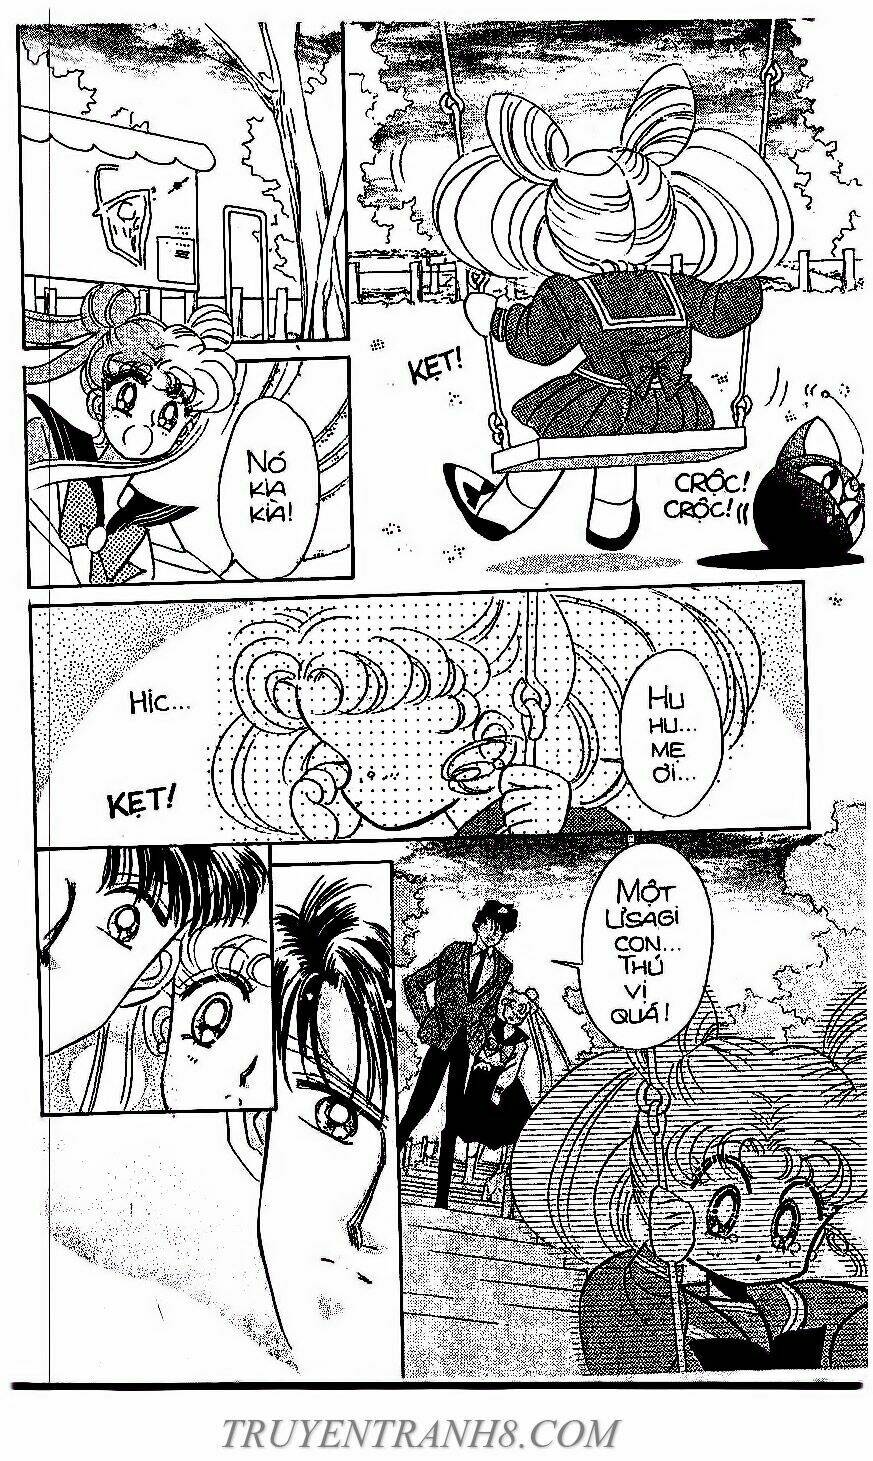 KẸT!
CRỘC!
CRỘC!
NÓ
KIA
KÌA!
HIC...
KẸT!
HU
HU...
MẸ
ƠI...
MỘT
USAGI
CON...
THÚ
VỊ
QUÁ!
TRUYENTRANH8.COM